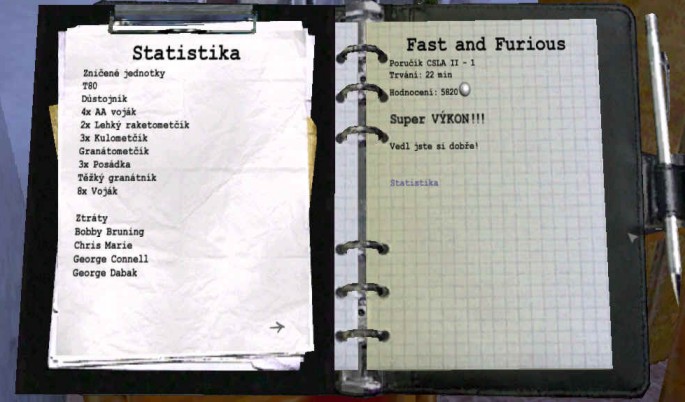 Statistika
Zničené jednotky
T80
Důstojník
4x AA voják
2x Lehký raketometčík
3x Kulometčík
Granátometčík
3x Posádka
Těžký granátník
8x Voják
Ztráty
Bobby Bruning
Chris Marie
George Connell
George Dabak
Fast and Furious
Poručík CSLA II - 1
Trvání: 22 min
Hodnocení: 5820
Super VÝKON!!!
Vedl jste si dobře!
Statistika